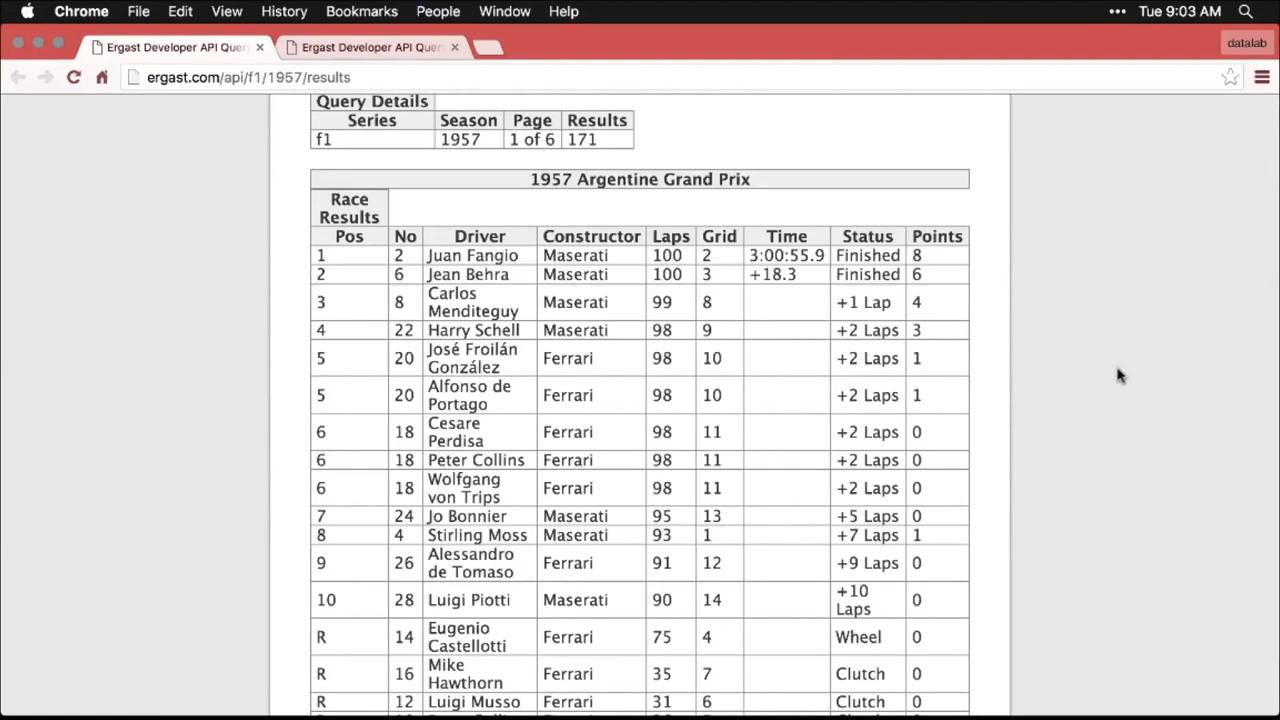 Chrome File Edit View History Bookmarks People Window Help ••• Tue 9:03 AM
Ergast Developer API Quer × Ergast Developer API Quer × datalab
ergast.com/api/f1/1957/results
Query Details
Series Season Page Results
f1 1957 1 of 6 171
1957 Argentine Grand Prix
Race
Results
Pos No Driver Constructor Laps Grid Time Status Points
1 2 Juan Fangio Maserati 100 2 3:00:55.9 Finished 8
2 6 Jean Behra Maserati 100 3 +18.3 Finished 6
3 8 Carlos
Menditeguy Maserati 99 8 +1 Lap 4
4 22 Harry Schell Maserati 98 9 +2 Laps 3
5 20 José Froilán
González Ferrari 98 10 +2 Laps 1
5 20 Alfonso de
Portago Ferrari 98 10 +2 Laps 1
6 18 Cesare
Perdisa Ferrari 98 11 +2 Laps 0
6 18 Peter Collins Ferrari 98 11 +2 Laps 0
6 18 Wolfgang
von Trips Ferrari 98 11 +2 Laps 0
7 24 Jo Bonnier Maserati 95 13 +5 Laps 0
8 4 Stirling Moss Maserati 93 1 +7 Laps 1
9 26 Alessandro
de Tomaso Ferrari 91 12 +9 Laps 0
10 28 Luigi Piotti Maserati 90 14 +10
Laps 0
R 14 Eugenio
Castellotti Ferrari 75 4 Wheel 0
R 16 Mike
Hawthorn Ferrari 35 7 Clutch 0
R 12 Luigi Musso Ferrari 31 6 Clutch 0